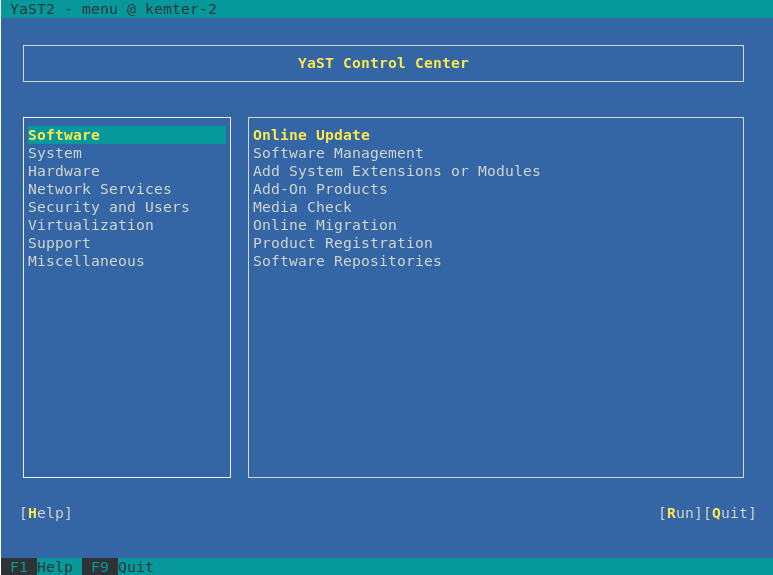 YaST2 - menu @ kemter-2
YaST Control Center
Software
System
Hardware
Network Services
Security and Users
Virtualization
Support
Miscellaneous
Online Update
Software Management
Add System Extensions or Modules
Add-On Products
Media Check
Online Migration
Product Registration
Software Repositories
[Help] [Run][Quit]
F1 Help F9 Quit